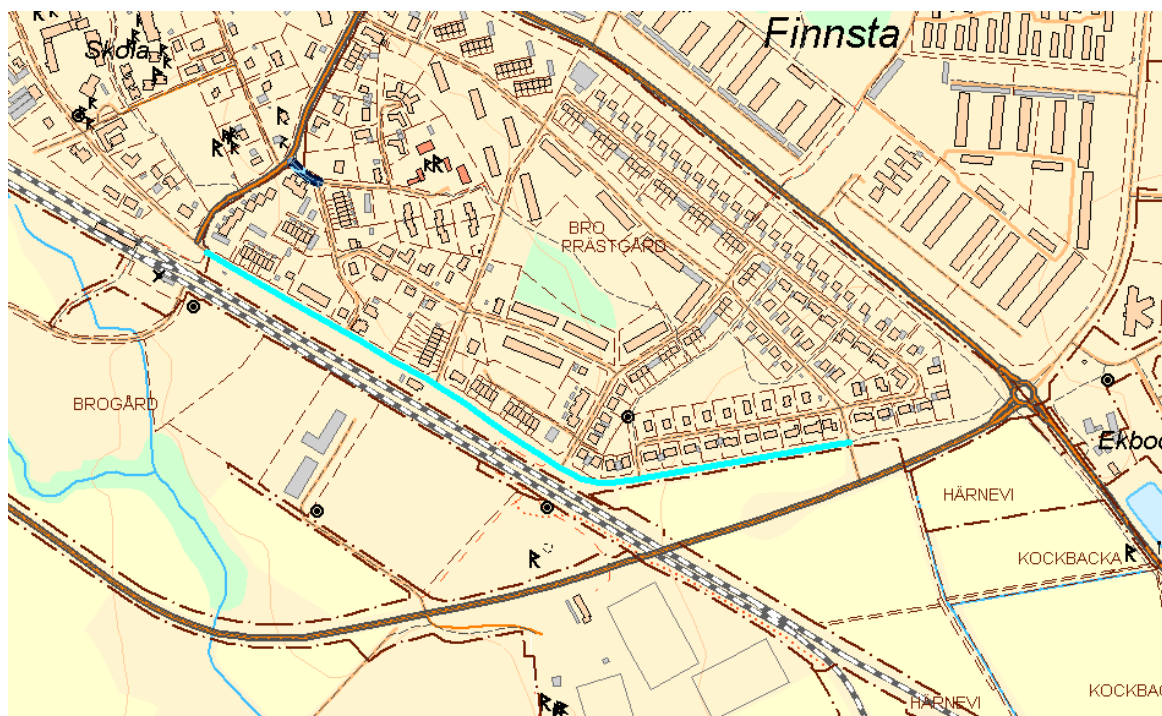 Finnsta
Skola
BRO
PRÄSTGÅRD
BROGÅRD
Ekbo
HÄRNEVI
KOCKBACKA
KOCKBA
HÄRNEVI